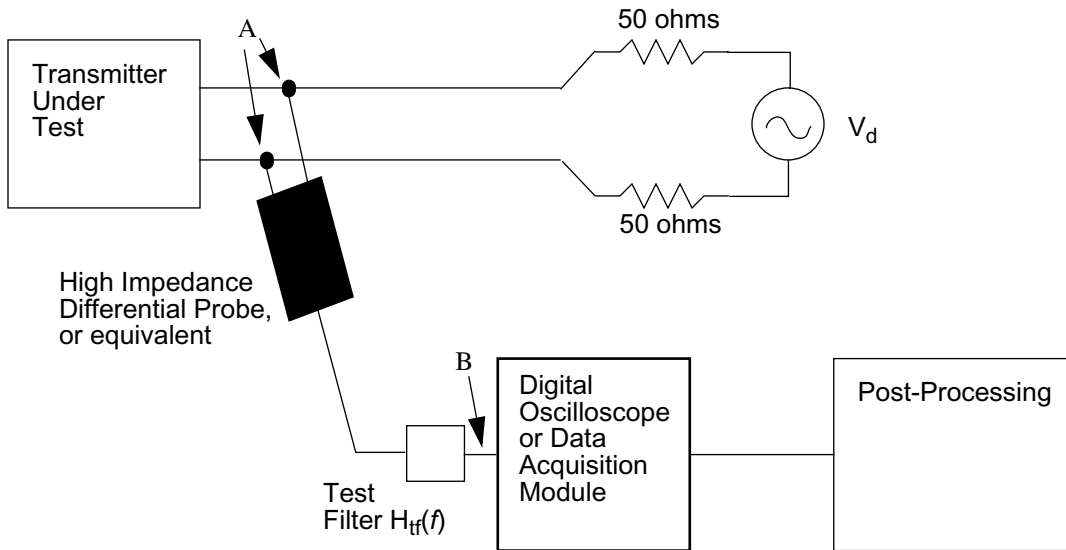 50 ohms
A
Transmitter
Under
Test
V_d
50 ohms
High Impedance
Differential Probe,
or equivalent
B
Digital
Oscilloscope
or Data
Acquisition
Module
Post-Processing
Test
Filter H_tf(f)